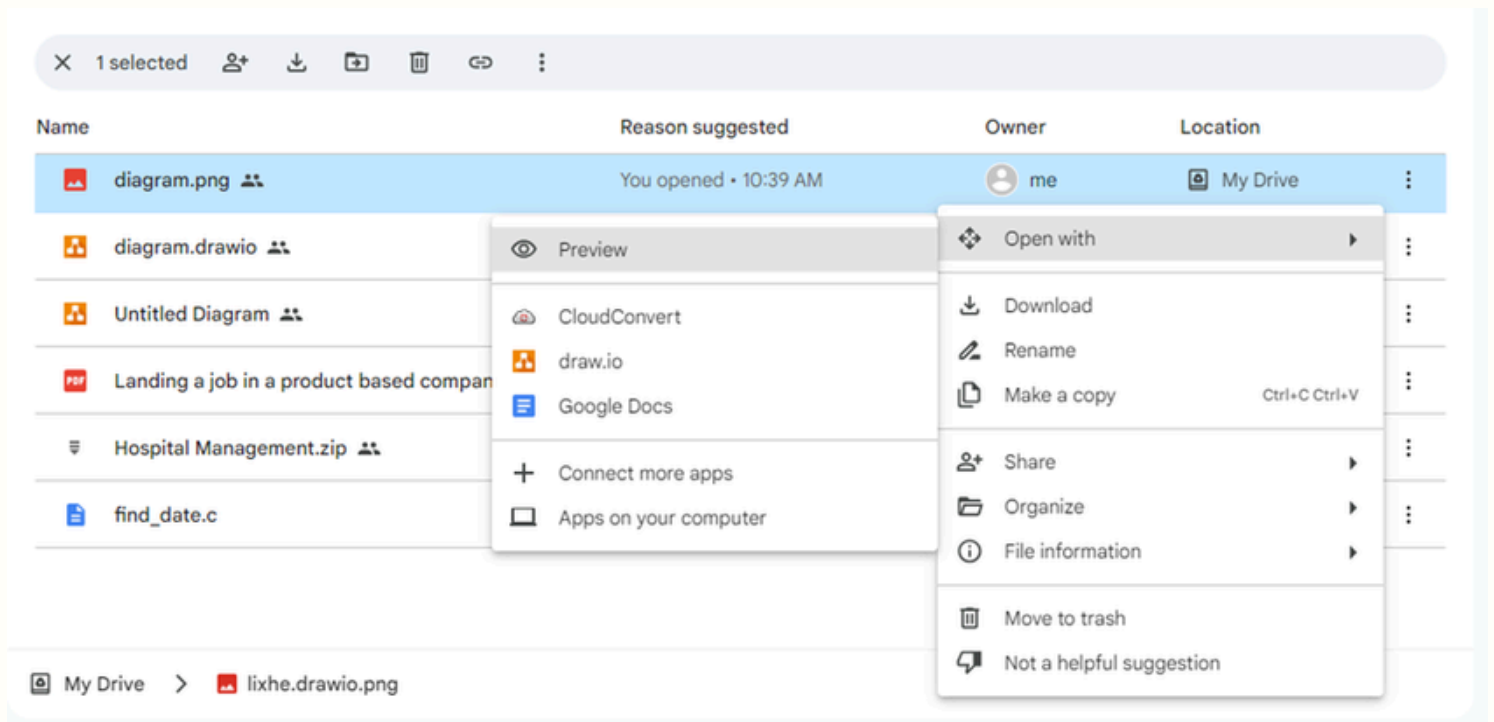 1 selected
Name Reason suggested Owner Location
diagram.png You opened • 10:39 AM me My Drive
diagram.drawio
Untitled Diagram
PDF Landing a job in a product based compan
Hospital Management.zip
find_date.c
Preview
CloudConvert
draw.io
Google Docs
Connect more apps
Apps on your computer
Open with
Download
Rename
Make a copy Ctrl+C Ctrl+V
Share
Organize
File information
Move to trash
Not a helpful suggestion
My Drive > lixhe.drawio.png